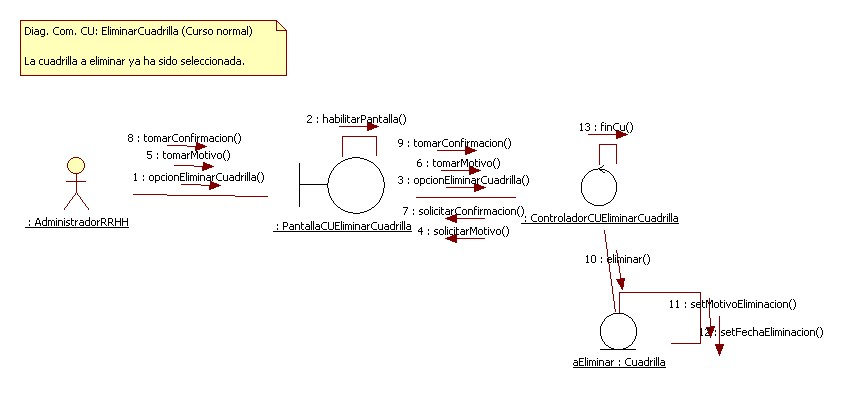 Diag. Com. CU: EliminarCuadrilla (Curso normal)
La cuadrilla a eliminar ya ha sido seleccionada.
2 : habilitarPantalla()
13 : finCu()
8 : tomarConfirmacion()
5 : tomarMotivo()
1 : opcionEliminarCuadrilla()
9 : tomarConfirmacion()
6 : tomarMotivo()
3 : opcionEliminarCuadrilla()
7 : solicitarConfirmacion()
4 : solicitarMotivo()
: AdministradorRRHH
: PantallaCUEliminarCuadrilla
: ControladorCUEliminarCuadrilla
10 : eliminar()
11 : setMotivoEliminacion()
12 : setFechaEliminacion()
aEliminar : Cuadrilla